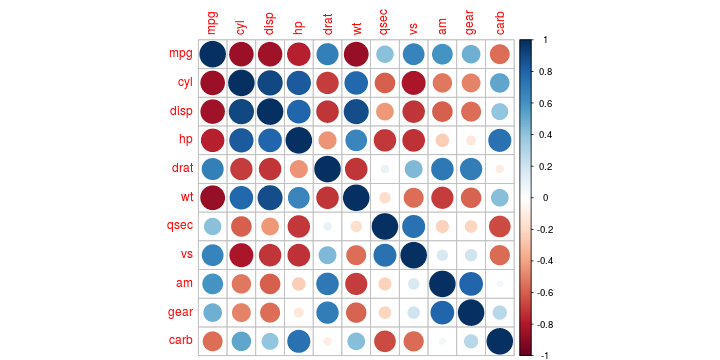 mpg cyl disp hp drat wt qsec vs am gear carb
mpg
cyl
disp
hp
drat
wt
qsec
vs
am
gear
carb
1
0.8
0.6
0.4
0.2
0
-0.2
-0.4
-0.6
-0.8
-1